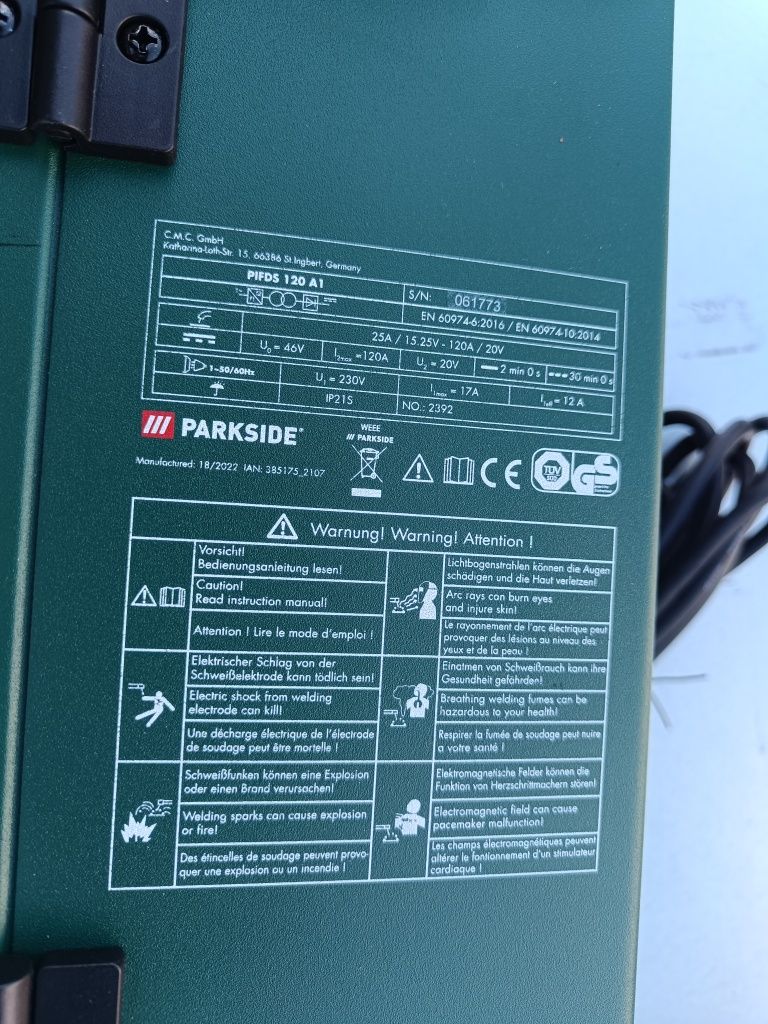 C.M.C. GmbH
Katharina-Loth-Str. 15, 66386 St.Ingbert, Germany
PIFDS 120 A1
S/N: 061773
EN 60974-6:2016 / EN 60974-10:2014
25A / 15.25V - 120A / 20V
U0 = 46V
I2max =120A
U2 = 20V
2 min 0 s
30 min 0 s
1~50/60Hz
U1 = 230V
I1max = 17A
I1eff = 12 A
IP21S
NO.: 2392
/// PARKSIDE®
WEEE
/// PARKSIDE
Manufactured: 18/2022 IAN: 385175_2107
CE
TÜV
SÜD
GS
Warnung! Warning! Attention !
Vorsicht!
Bedienungsanleitung lesen!
Caution!
Read instruction manual!
Attention ! Lire le mode d'emploi !
Lichtbogenstrahlen können die Augen
schädigen und die Haut verletzen!
Arc rays can burn eyes
and injure skin!
Le rayonnement de l'arc électrique peut
provoquer des lésions au niveau des
yeux et de la peau !
Elektrischer Schlag von der
Schweißelektrode kann tödlich sein!
Electric shock from welding
electrode can kill!
Une décharge électrique de l'électrode
de soudage peut être mortelle !
Einatmen von Schweißrauch kann ihre
Gesundheit gefährden!
Breathing welding fumes can be
hazardous to your health!
Respirer la fumée de soudage peut nuire
a votre santé !
Schweißfunken können eine Explosion
oder einen Brand verursachen!
Welding sparks can cause explosion
or fire!
Des étincelles de soudage peuvent provo-
quer une explosion ou un incendie !
Elektromagnetische Felder können die
Funktion von Herzschrittmachern stören!
Electromagnetic field can cause
pacemaker malfunction!
Les champs électromagnétiques peuvent
altérer le fontionnement d'un stimulateur
cardiaque !